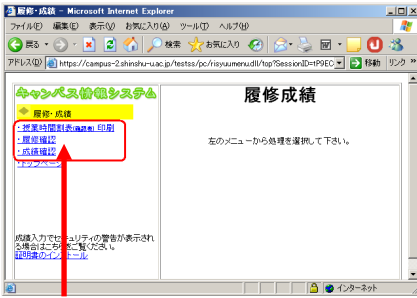 履修・成績 - Microsoft Internet Explorer
ファイル(F) 編集(E) 表示(V) お気に入り(A) ツール(T) ヘルプ(H)
戻る 検索 お気に入り
アドレス(D) https://campus-2.shinshu-u.ac.jp/testss/pc/risyuumenu.dll/top?SessionID=tP9EC 移動 リンク »
キャンパス情報システム
履修・成績
・授業時間割表(確認表) 印刷
・履修確認
・成績確認
・トップページ
成績入力でセキュリティの警告が表示され
る場合はこちらをご覧ください。
証明書のインストール
履修成績
左のメニューから処理を選択して下さい。
インターネット